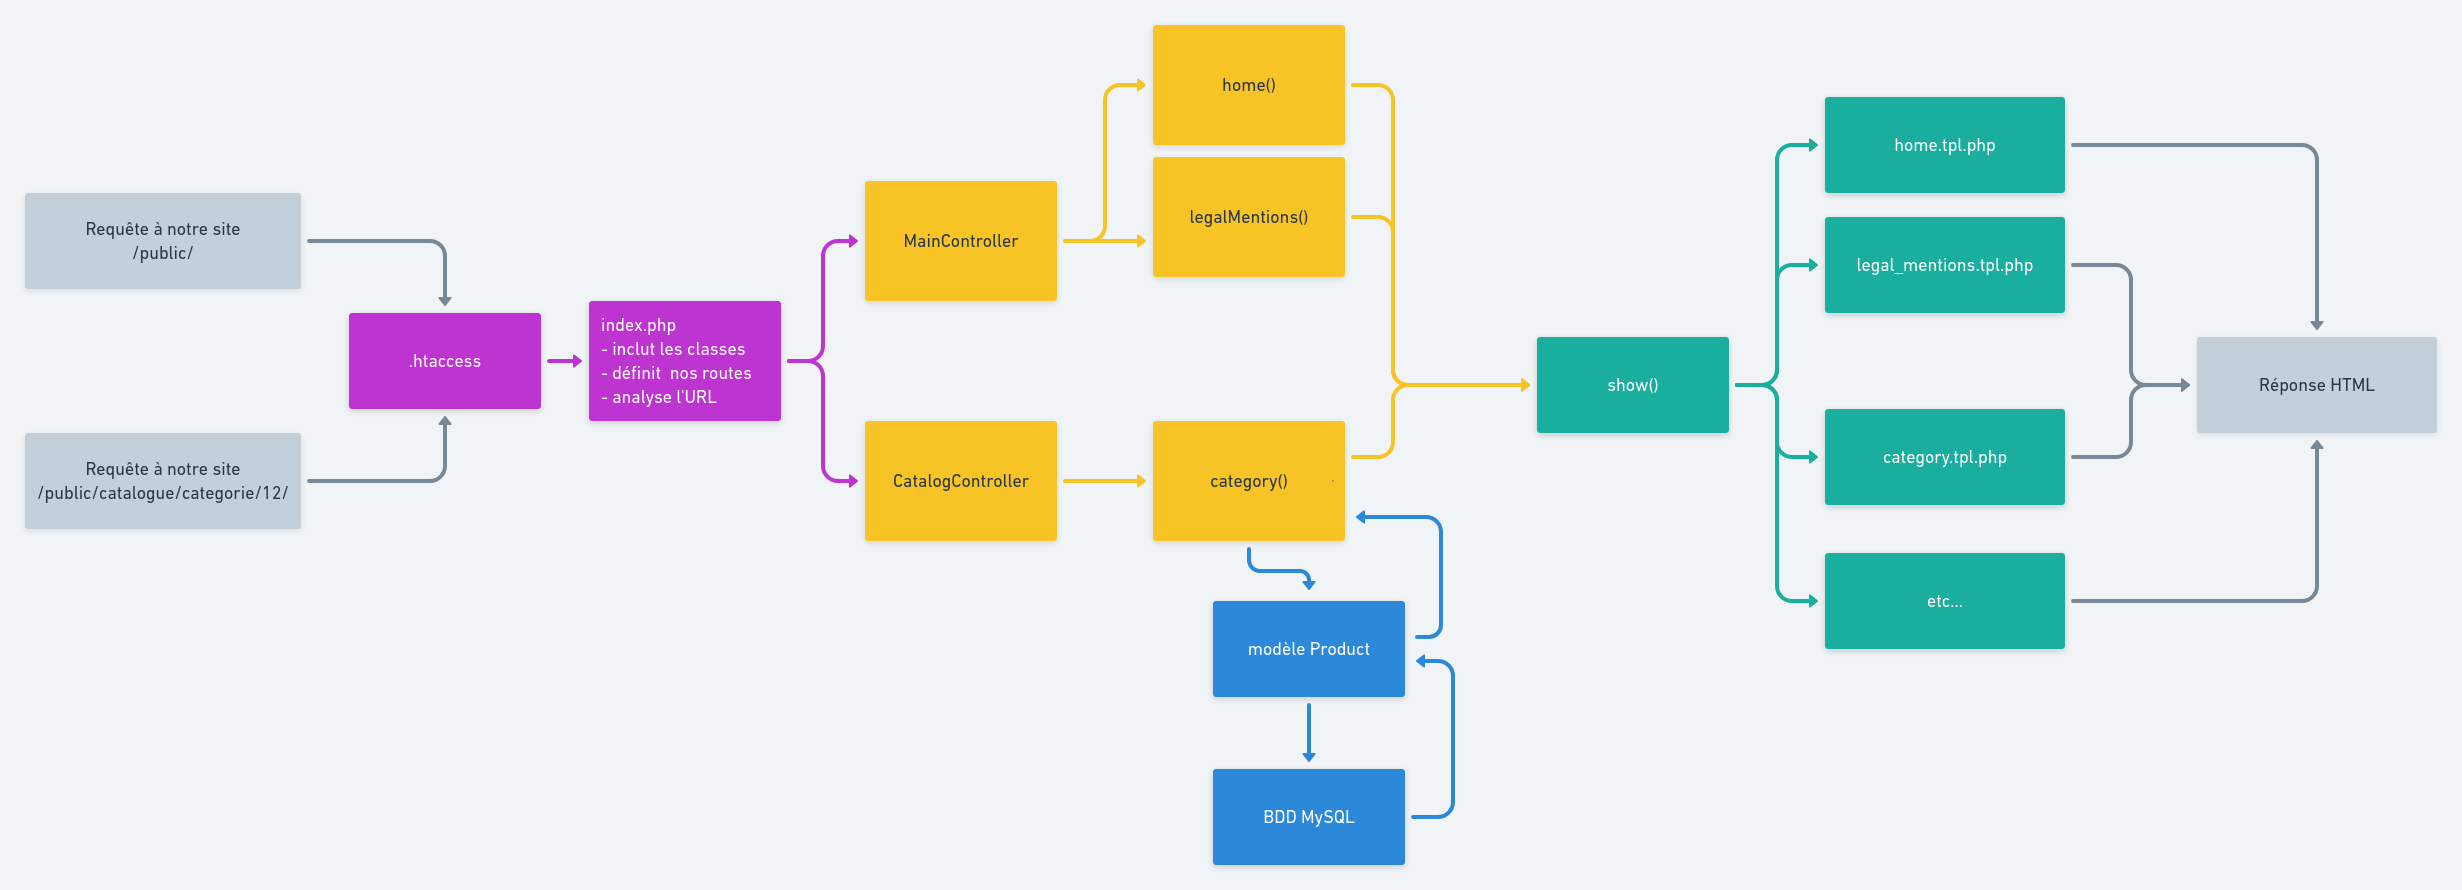 Requête à notre site
/public/
Requête à notre site
/public/catalogue/categorie/12/
.htaccess
index.php
- inclut les classes
- définit  nos routes
- analyse l'URL
MainController
CatalogController
home()
legalMentions()
category()
modèle Product
BDD MySQL
show()
home.tpl.php
legal_mentions.tpl.php
category.tpl.php
etc...
Réponse HTML